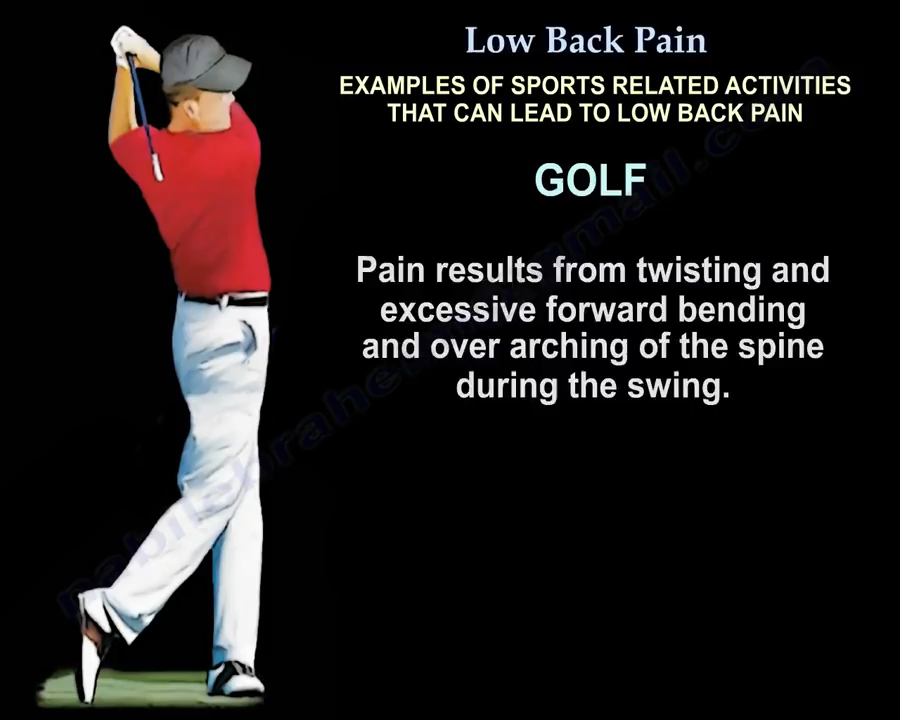 Low Back Pain
EXAMPLES OF SPORTS RELATED ACTIVITIES
THAT CAN LEAD TO LOW BACK PAIN
GOLF
Pain results from twisting and
excessive forward bending
and over arching of the spine
during the swing.